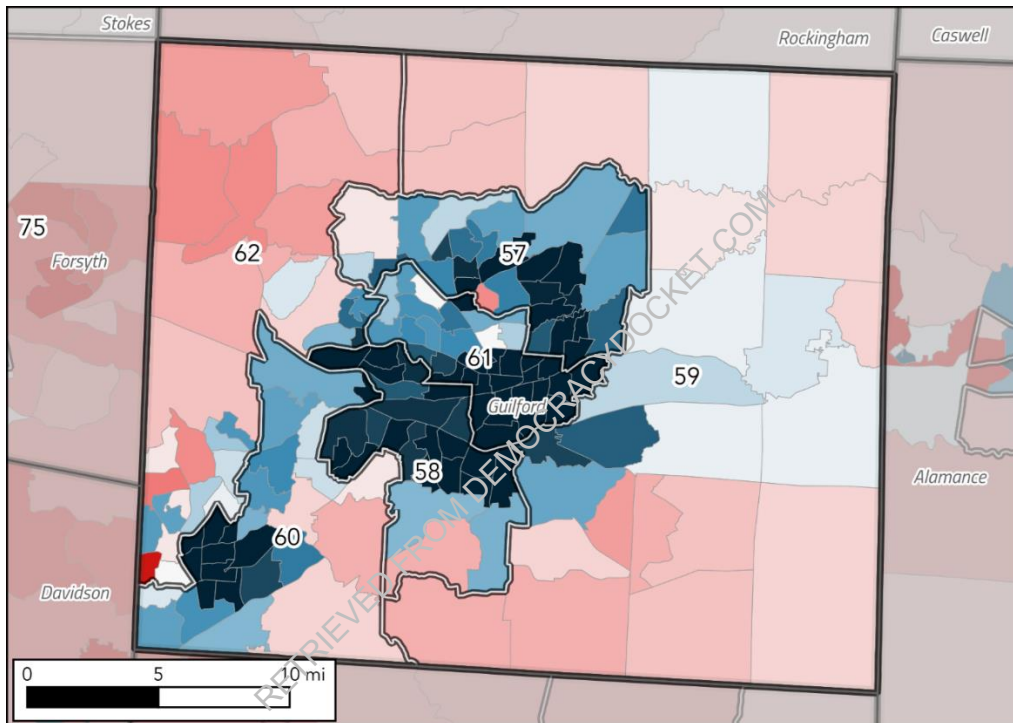 Stokes
Rockingham
Caswell
75
Forsyth
62
57
61
59
Guilford
58
Alamance
60
Davidson
0 5 10 mi
RETRIEVED FROM DEMOCRACYDOCKET.COM